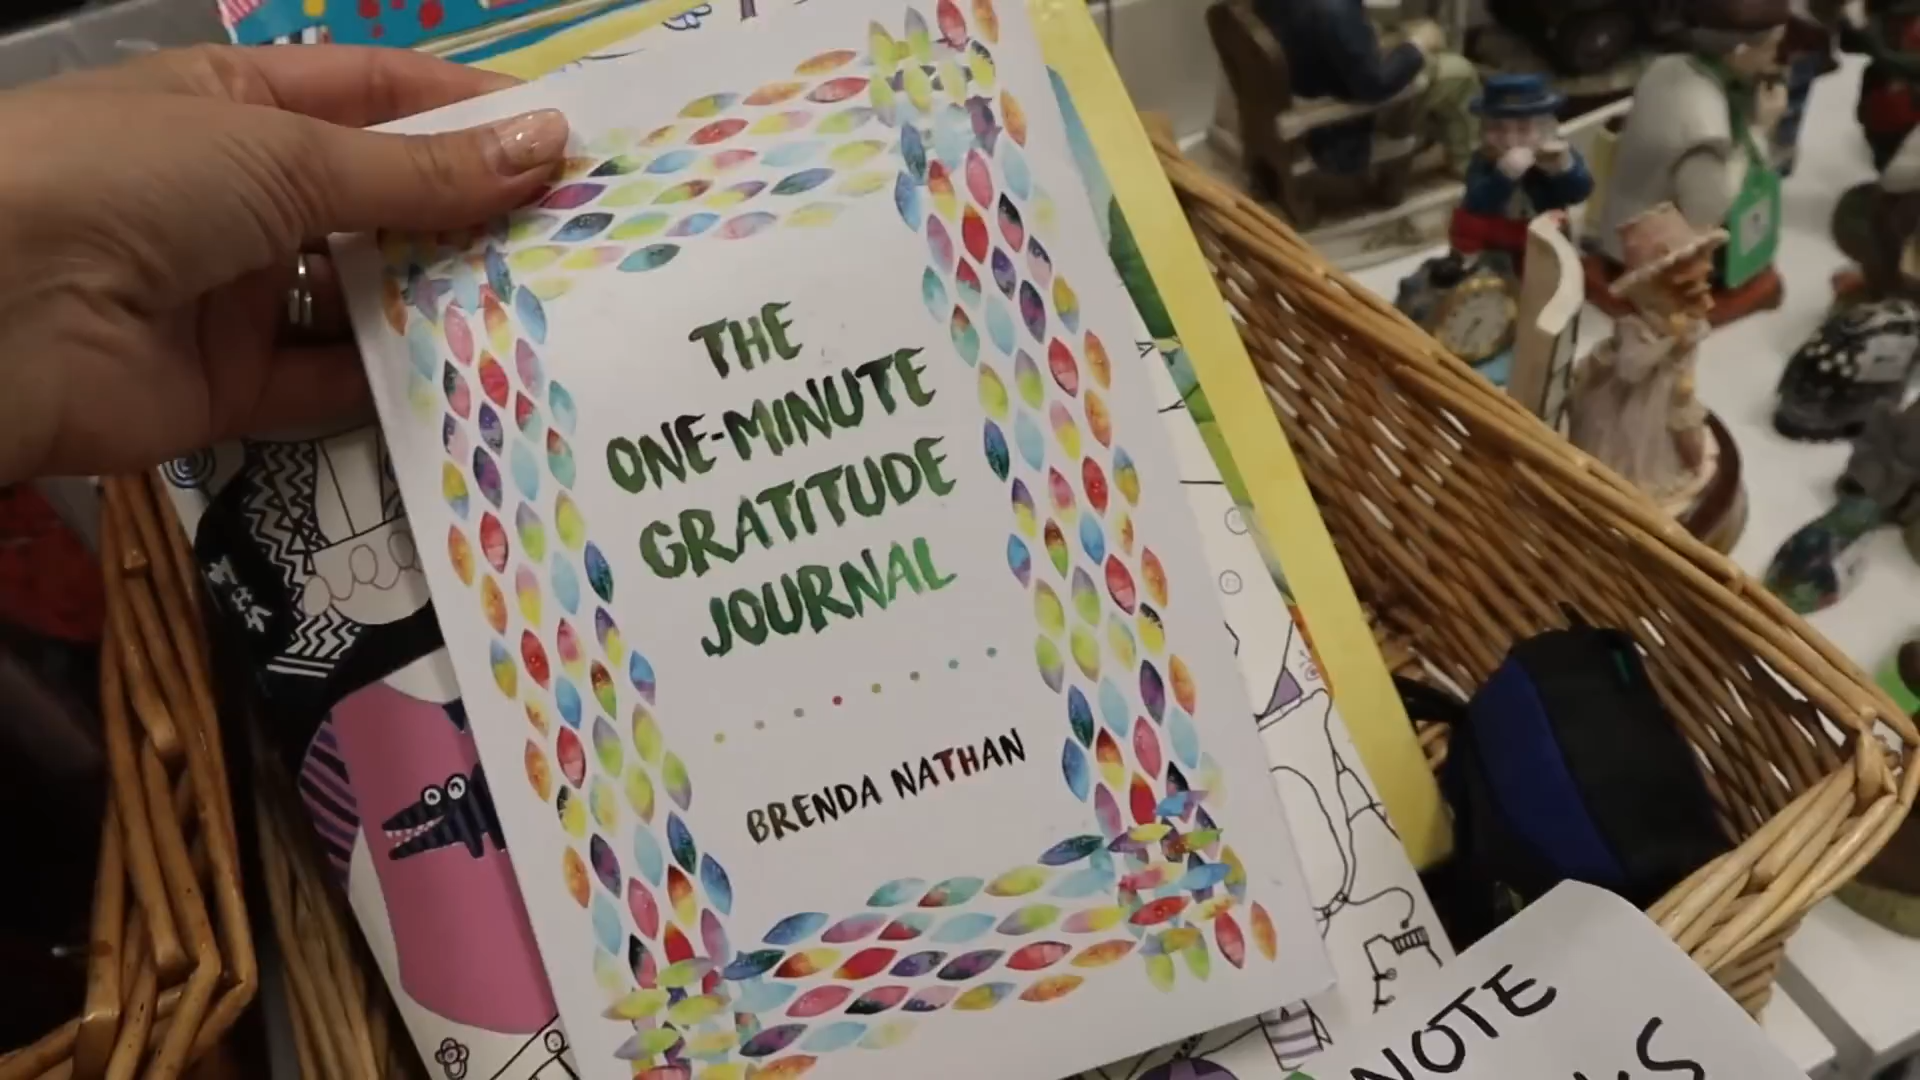 THE
ONE-MINUTE
GRATITUDE
JOURNAL
BRENDA NATHAN
NOTE